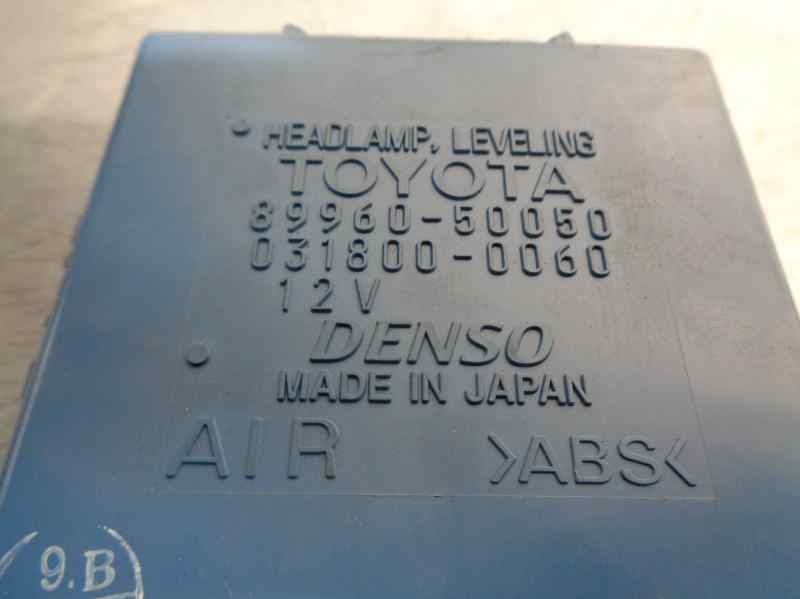 HEADLAMP, LEVELING
TOYOTA
89960-50050
031800-0060
12V
DENSO
MADE IN JAPAN
AIR >ABS<
9.B